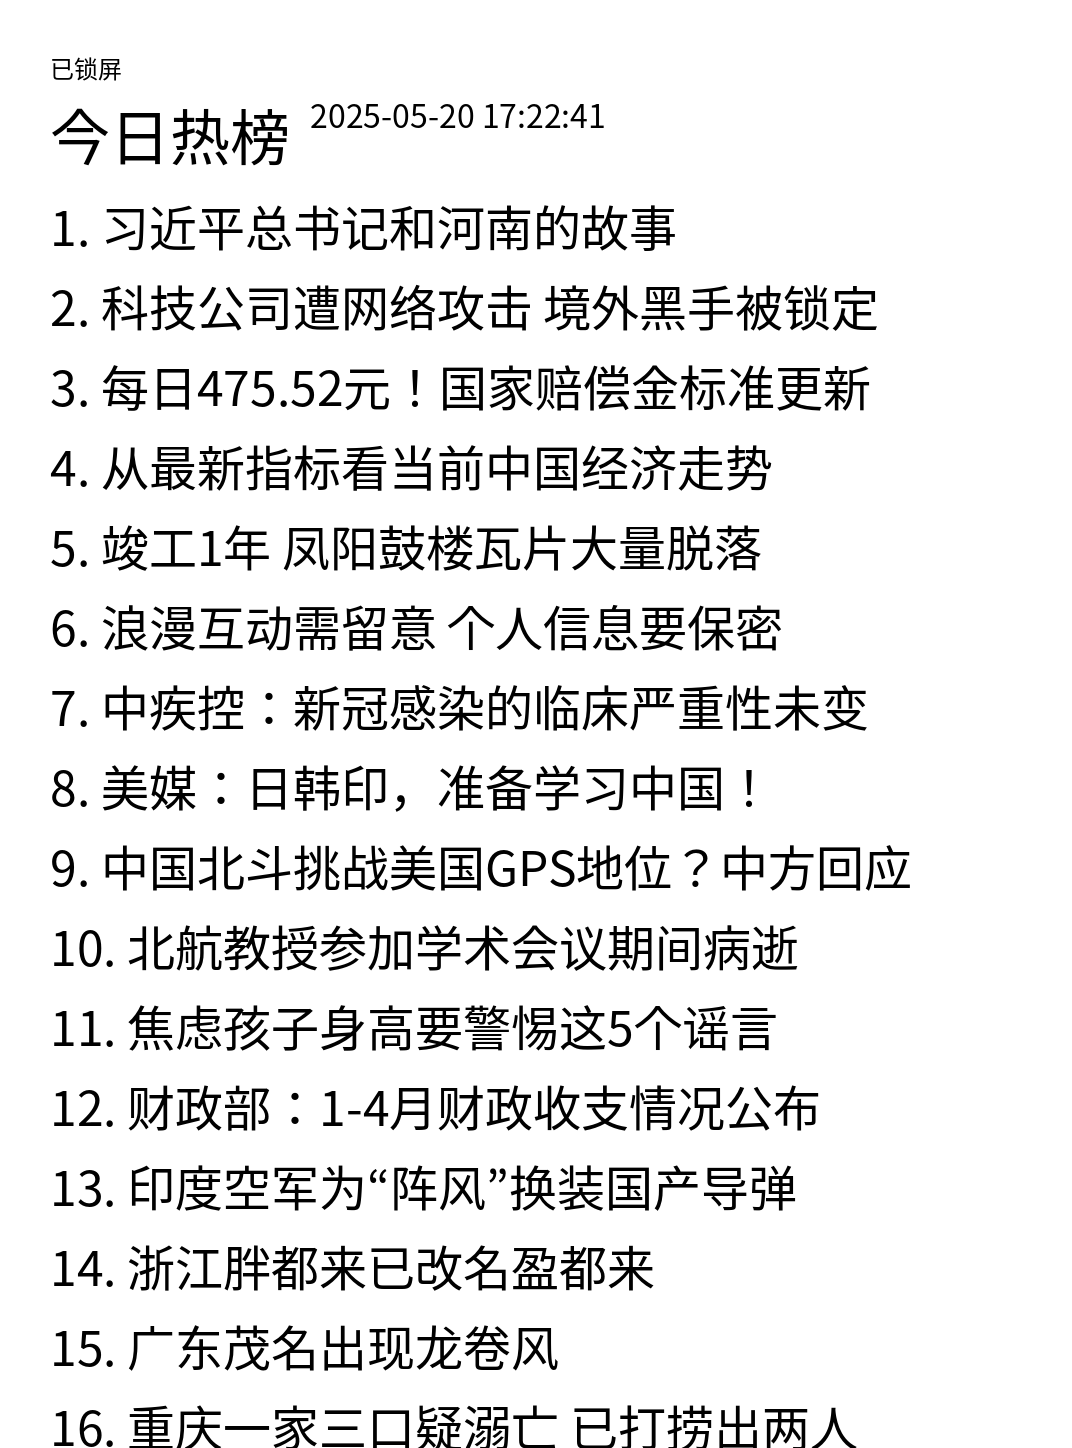 已锁屏
今日热榜 2025-05-20 17:22:41
1. 习近平总书记和河南的故事
2. 科技公司遭网络攻击 境外黑手被锁定
3. 每日475.52元！国家赔偿金标准更新
4. 从最新指标看当前中国经济走势
5. 竣工1年 凤阳鼓楼瓦片大量脱落
6. 浪漫互动需留意 个人信息要保密
7. 中疾控：新冠感染的临床严重性未变
8. 美媒：日韩印，准备学习中国！
9. 中国北斗挑战美国GPS地位？中方回应
10. 北航教授参加学术会议期间病逝
11. 焦虑孩子身高要警惕这5个谣言
12. 财政部：1-4月财政收支情况公布
13. 印度空军为“阵风”换装国产导弹
14. 浙江胖都来已改名盈都来
15. 广东茂名出现龙卷风
16. 重庆一家三口疑溺亡 已打捞出两人